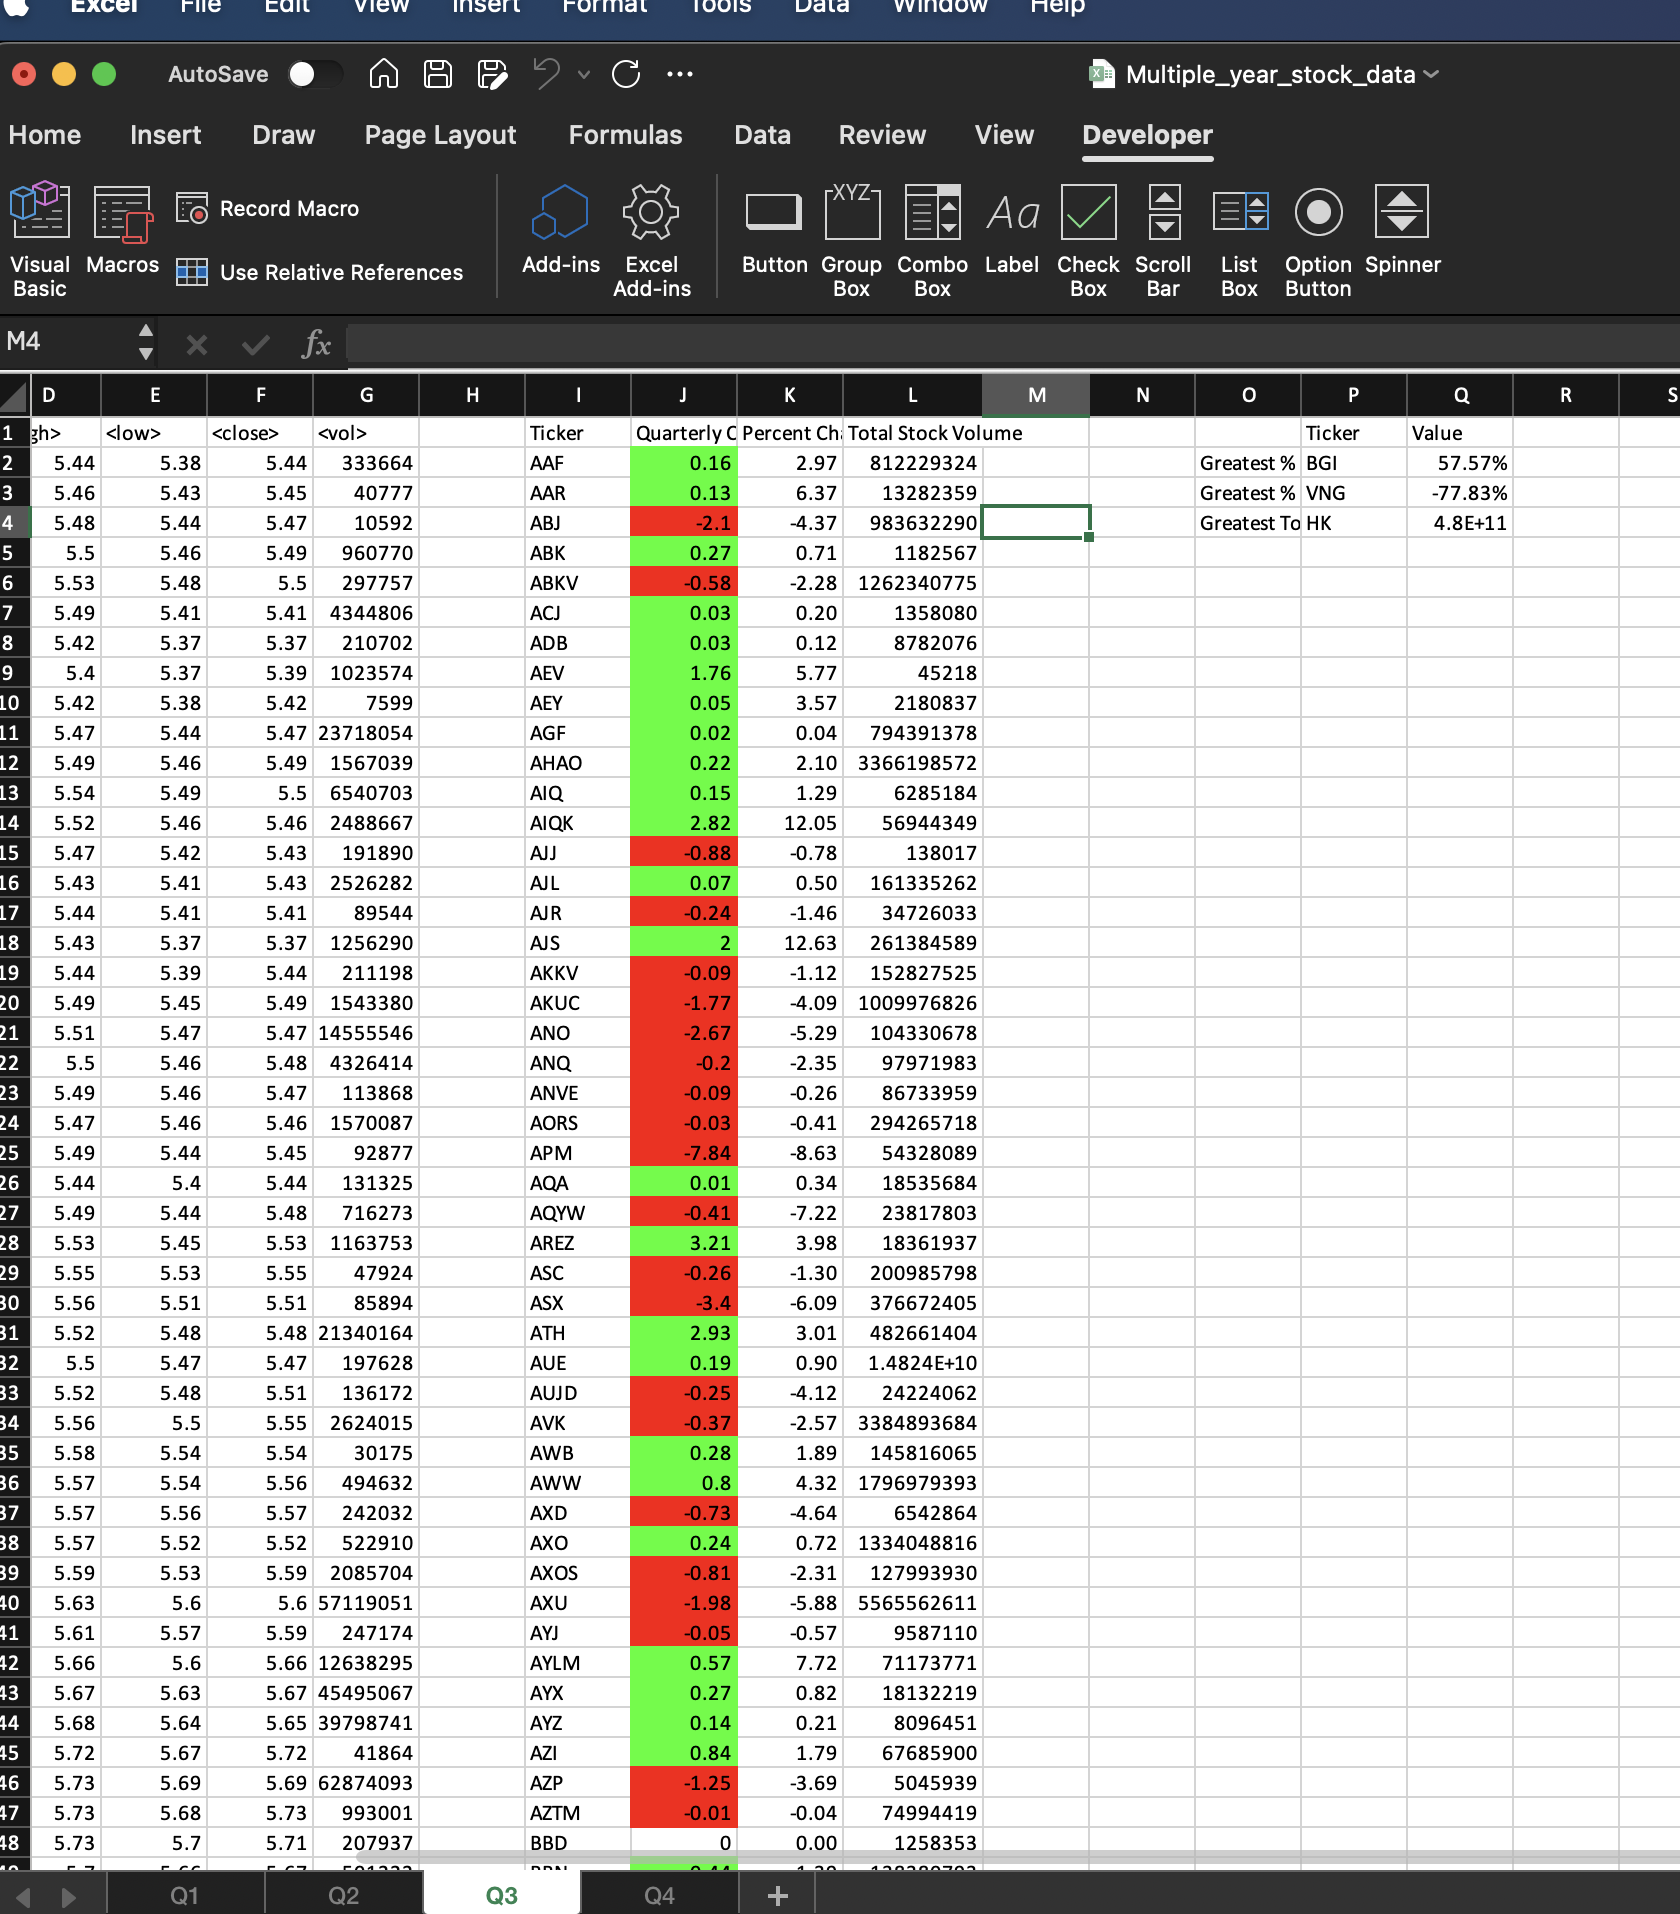 Excel File Edit View Insert Format Tools Data Window Help
AutoSave Multiple_year_stock_data
Home Insert Draw Page Layout Formulas Data Review View Developer
Visual Basic Macros Record Macro Use Relative References Add-ins Excel Add-ins Button XYZ Group Box Combo Box Aa Label Check Box Scroll Bar List Box Option Button Spinner
M4 fx
D E F G H I J K L M N O P Q R S
1 gh> <low> <close> <vol> Ticker Quarterly C Percent Ch Total Stock Volume Ticker Value
2 5.44 5.38 5.44 333664 AAF 0.16 2.97 812229324 Greatest % BGI 57.57%
3 5.46 5.43 5.45 40777 AAR 0.13 6.37 13282359 Greatest % VNG -77.83%
4 5.48 5.44 5.47 10592 ABJ -2.1 -4.37 983632290 Greatest To HK 4.8E+11
5 5.5 5.46 5.49 960770 ABK 0.27 0.71 1182567
6 5.53 5.48 5.5 297757 ABKV -0.58 -2.28 1262340775
7 5.49 5.41 5.41 4344806 ACJ 0.03 0.20 1358080
8 5.42 5.37 5.37 210702 ADB 0.03 0.12 8782076
9 5.4 5.37 5.39 1023574 AEV 1.76 5.77 45218
10 5.42 5.38 5.42 7599 AEY 0.05 3.57 2180837
11 5.47 5.44 5.47 23718054 AGF 0.02 0.04 794391378
12 5.49 5.46 5.49 1567039 AHAO 0.22 2.10 3366198572
13 5.54 5.49 5.5 6540703 AIQ 0.15 1.29 6285184
14 5.52 5.46 5.46 2488667 AIQK 2.82 12.05 56944349
15 5.47 5.42 5.43 191890 AJJ -0.88 -0.78 138017
16 5.43 5.41 5.43 2526282 AJL 0.07 0.50 161335262
17 5.44 5.41 5.41 89544 AJR -0.24 -1.46 34726033
18 5.43 5.37 5.37 1256290 AJS 2 12.63 261384589
19 5.44 5.39 5.44 211198 AKKV -0.09 -1.12 152827525
20 5.49 5.45 5.49 1543380 AKUC -1.77 -4.09 1009976826
21 5.51 5.47 5.47 14555546 ANO -2.67 -5.29 104330678
22 5.5 5.46 5.48 4326414 ANQ -0.2 -2.35 97971983
23 5.49 5.46 5.47 113868 ANVE -0.09 -0.26 86733959
24 5.47 5.46 5.46 1570087 AORS -0.03 -0.41 294265718
25 5.49 5.44 5.45 92877 APM -7.84 -8.63 54328089
26 5.44 5.4 5.44 131325 AQA 0.01 0.34 18535684
27 5.49 5.44 5.48 716273 AQYW -0.41 -7.22 23817803
28 5.53 5.45 5.53 1163753 AREZ 3.21 3.98 18361937
29 5.55 5.53 5.55 47924 ASC -0.26 -1.30 200985798
30 5.56 5.51 5.51 85894 ASX -3.4 -6.09 376672405
31 5.52 5.48 5.48 21340164 ATH 2.93 3.01 482661404
32 5.5 5.47 5.47 197628 AUE 0.19 0.90 1.4824E+10
33 5.52 5.48 5.51 136172 AUJD -0.25 -4.12 24224062
34 5.56 5.5 5.55 2624015 AVK -0.37 -2.57 3384893684
35 5.58 5.54 5.54 30175 AWB 0.28 1.89 145816065
36 5.57 5.54 5.56 494632 AWW 0.8 4.32 1796979393
37 5.57 5.56 5.57 242032 AXD -0.73 -4.64 6542864
38 5.57 5.52 5.52 522910 AXO 0.24 0.72 1334048816
39 5.59 5.53 5.59 2085704 AXOS -0.81 -2.31 127993930
40 5.63 5.6 5.6 57119051 AXU -1.98 -5.88 5565562611
41 5.61 5.57 5.59 247174 AYJ -0.05 -0.57 9587110
42 5.66 5.6 5.66 12638295 AYLM 0.57 7.72 71173771
43 5.67 5.63 5.67 45495067 AYX 0.27 0.82 18132219
44 5.68 5.64 5.65 39798741 AYZ 0.14 0.21 8096451
45 5.72 5.67 5.72 41864 AZI 0.84 1.79 67685900
46 5.73 5.69 5.69 62874093 AZP -1.25 -3.69 5045939
47 5.73 5.68 5.73 993001 AZTM -0.01 -0.04 74994419
48 5.73 5.7 5.71 207937 BBD 0 0.00 1258353
Q1 Q2 Q3 Q4 +